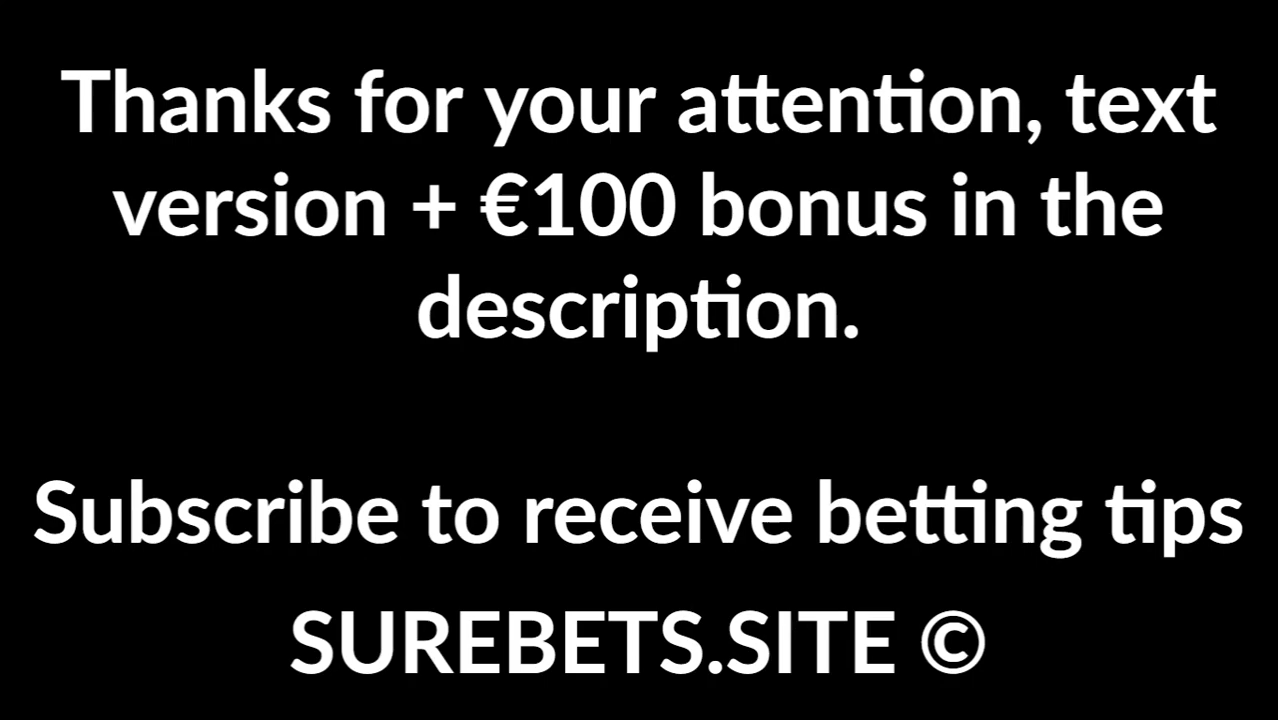 Thanks for your attention, text
version + €100 bonus in the
description.
Subscribe to receive betting tips
SUREBETS.SITE ©